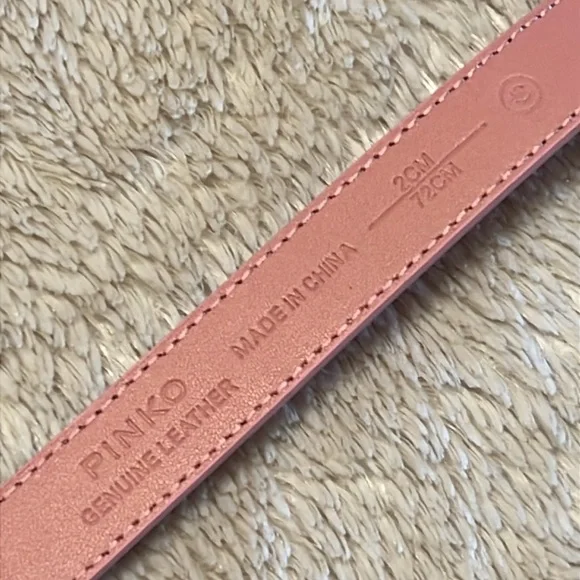 PINKO
GENUINE LEATHER
MADE IN CHINA
2CM
72CM